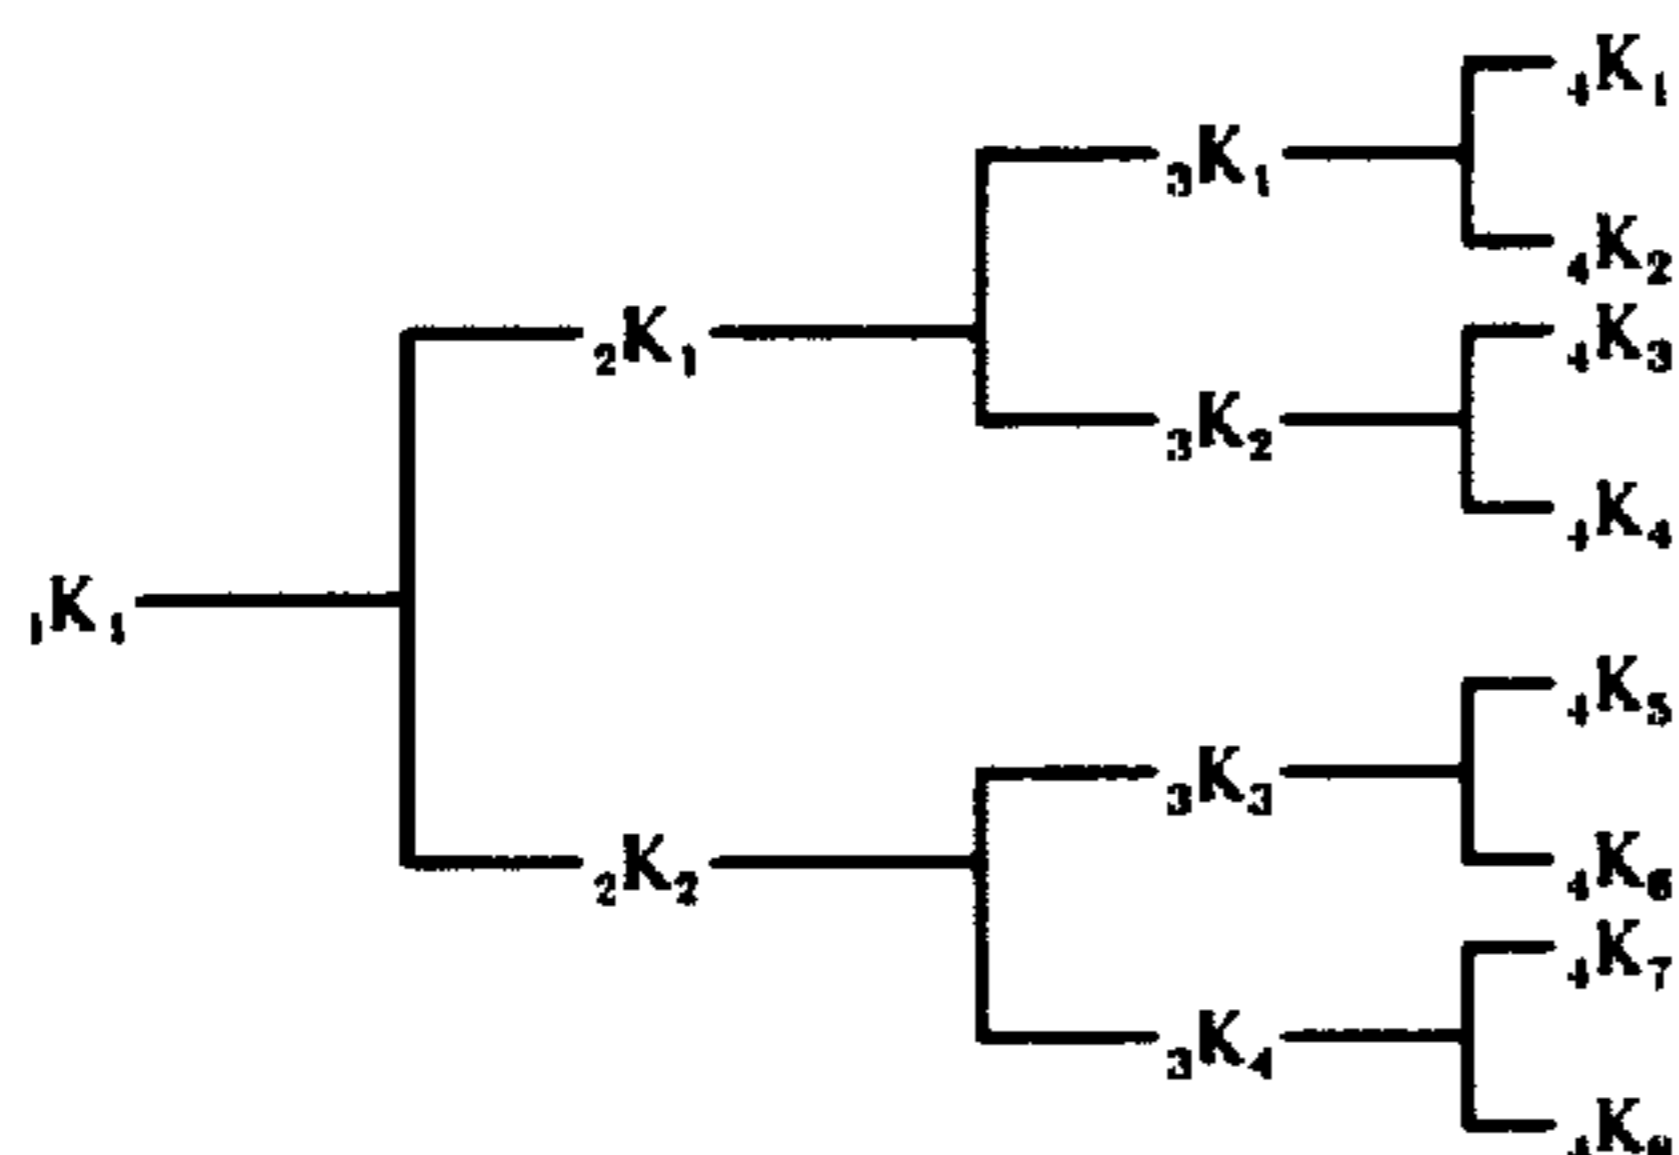 ₄K₁
₃K₁
₄K₂
₂K₁
₄K₃
₃K₂
₄K₄
₁K₁
₄K₅
₃K₃
₂K₂
₄K₆
₄K₇
₃K₄